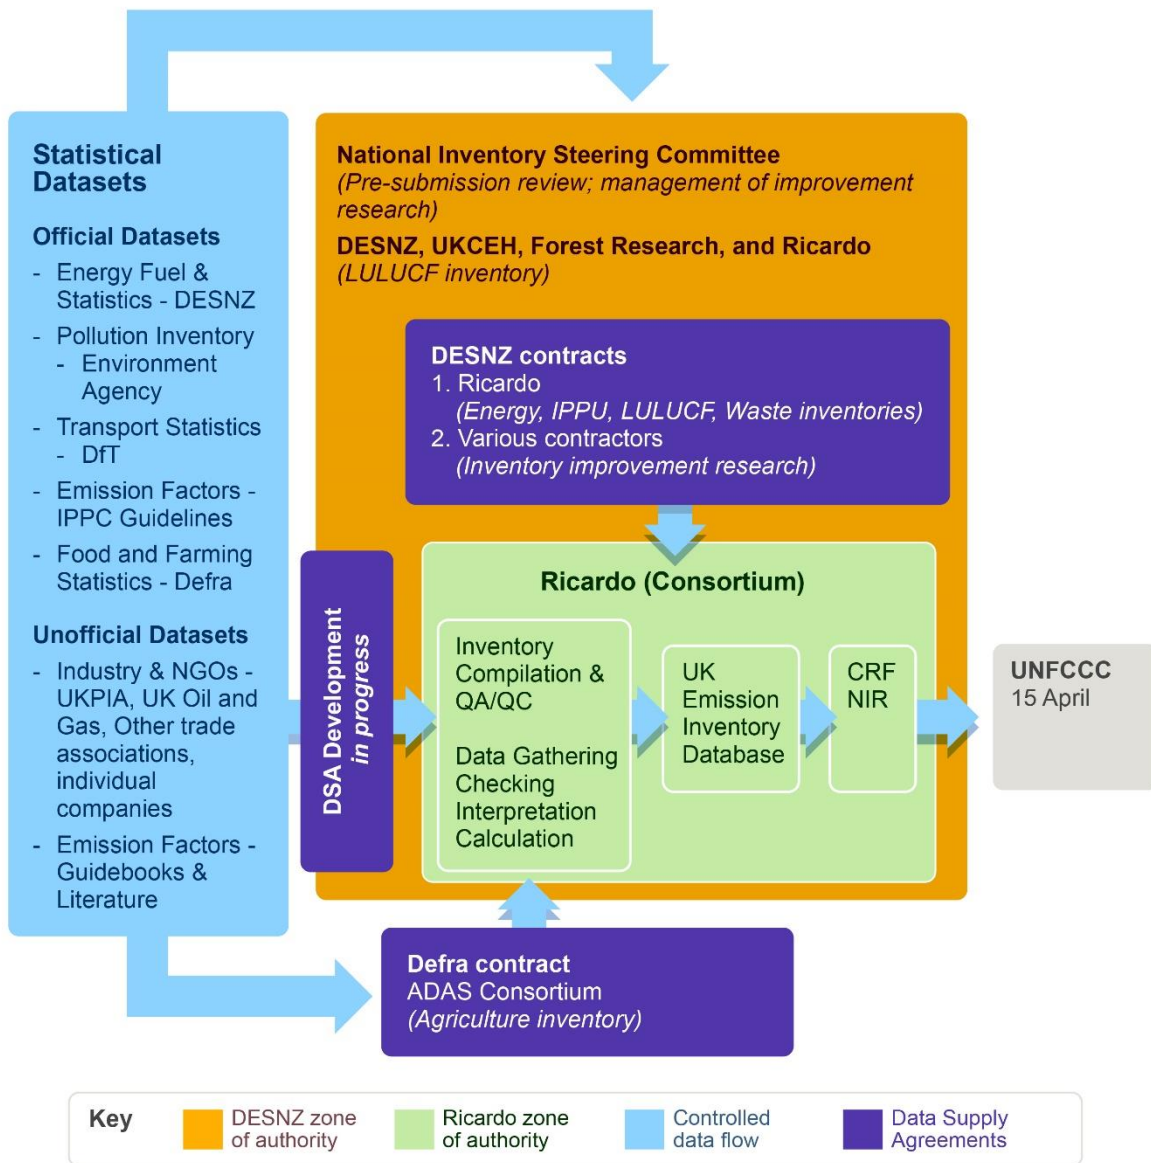 Statistical
Datasets
Official Datasets
- Energy Fuel &
Statistics - DESNZ
- Pollution Inventory
- Environment
Agency
- Transport Statistics
- DfT
- Emission Factors -
IPPC Guidelines
- Food and Farming
Statistics - Defra
Unofficial Datasets
- Industry & NGOs -
UKPIA, UK Oil and
Gas, Other trade
associations,
individual
companies
- Emission Factors -
Guidebooks &
Literature
National Inventory Steering Committee
(Pre-submission review; management of improvement
research)
DESNZ, UKCEH, Forest Research, and Ricardo
(LULUCF inventory)
DESNZ contracts
1. Ricardo
(Energy, IPPU, LULUCF, Waste inventories)
2. Various contractors
(Inventory improvement research)
DSA Development
in progress
Ricardo (Consortium)
Inventory
Compilation &
QA/QC
Data Gathering
Checking
Interpretation
Calculation
UK
Emission
Inventory
Database
CRF
NIR
UNFCCC
15 April
Defra contract
ADAS Consortium
(Agriculture inventory)
Key
DESNZ zone
of authority
Ricardo zone
of authority
Controlled
data flow
Data Supply
Agreements